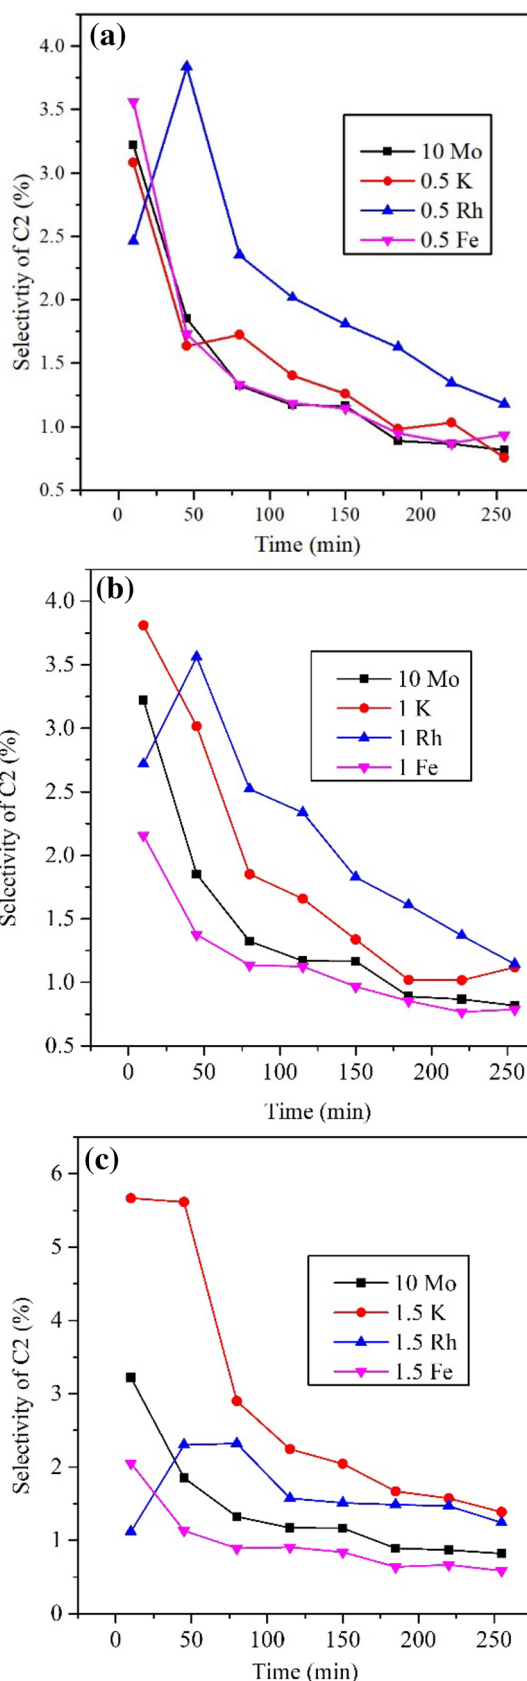 (a)
4.0
3.5
3.0
2.5
2.0
1.5
1.0
0.5
Selectivtiy of C2 (%)
10 Mo
0.5 K
0.5 Rh
0.5 Fe
0 50 100 150 200 250
Time (min)
(b)
4.0
3.5
3.0
2.5
2.0
1.5
1.0
0.5
Selectivity of C2 (%)
10 Mo
1 K
1 Rh
1 Fe
0 50 100 150 200 250
Time (min)
(c)
6
5
4
3
2
1
0
Selectivity of C2 (%)
10 Mo
1.5 K
1.5 Rh
1.5 Fe
0 50 100 150 200 250
Time (min)